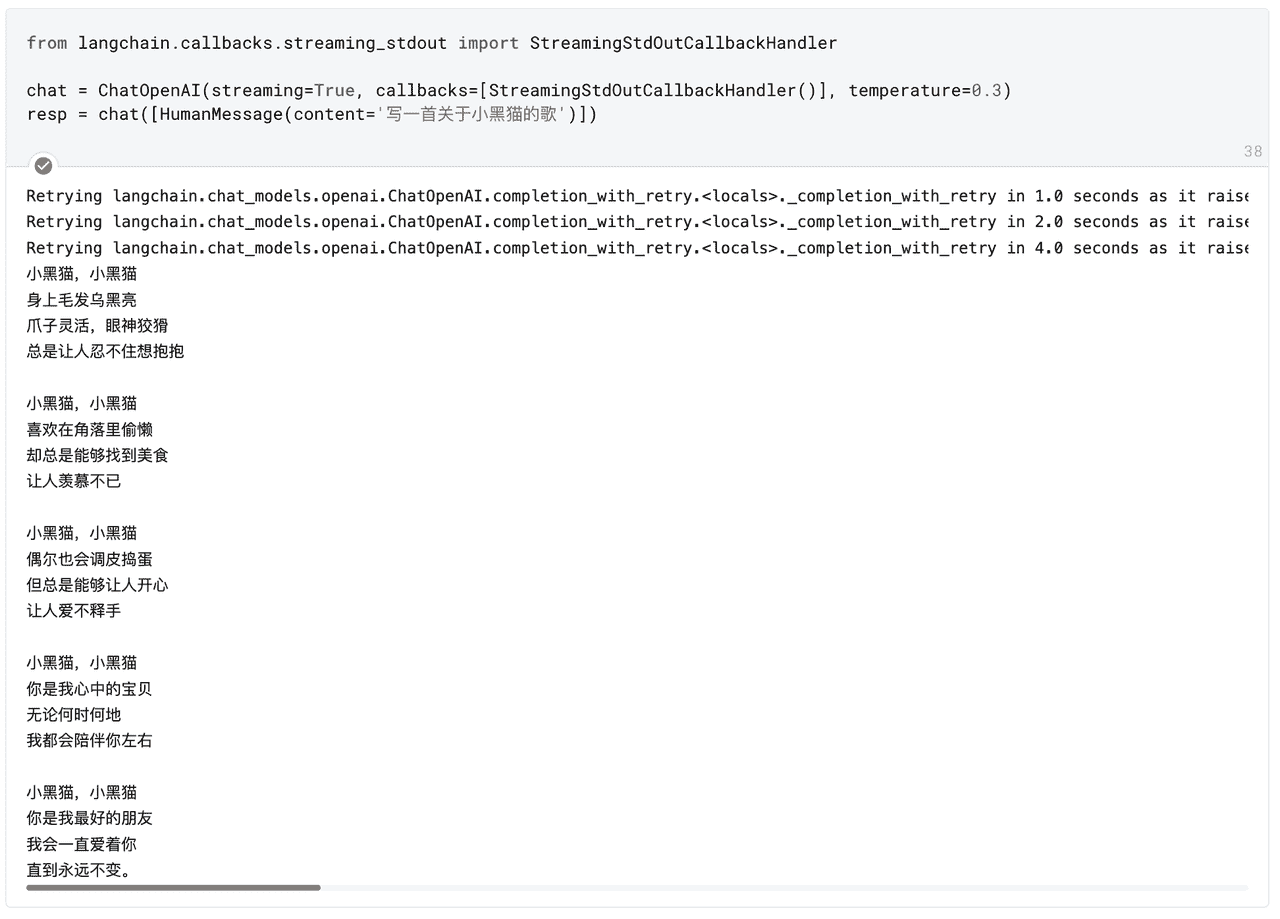 from langchain.callbacks.streaming_stdout import StreamingStdOutCallbackHandler
chat = ChatOpenAI(streaming=True, callbacks=[StreamingStdOutCallbackHandler()], temperature=0.3)
resp = chat([HumanMessage(content='写一首关于小黑猫的歌')])
38
Retrying langchain.chat_models.openai.ChatOpenAI.completion_with_retry.<locals>._completion_with_retry in 1.0 seconds as it raise
Retrying langchain.chat_models.openai.ChatOpenAI.completion_with_retry.<locals>._completion_with_retry in 2.0 seconds as it raise
Retrying langchain.chat_models.openai.ChatOpenAI.completion_with_retry.<locals>._completion_with_retry in 4.0 seconds as it raise
小黑猫，小黑猫
身上毛发乌黑亮
爪子灵活，眼神狡猾
总是让人忍不住想抱抱
小黑猫，小黑猫
喜欢在角落里偷懒
却总是能够找到美食
让人羡慕不已
小黑猫，小黑猫
偶尔也会调皮捣蛋
但总是能够让人开心
让人爱不释手
小黑猫，小黑猫
你是我心中的宝贝
无论何时何地
我都会陪伴你左右
小黑猫，小黑猫
你是我最好的朋友
我会一直爱着你
直到永远不变。